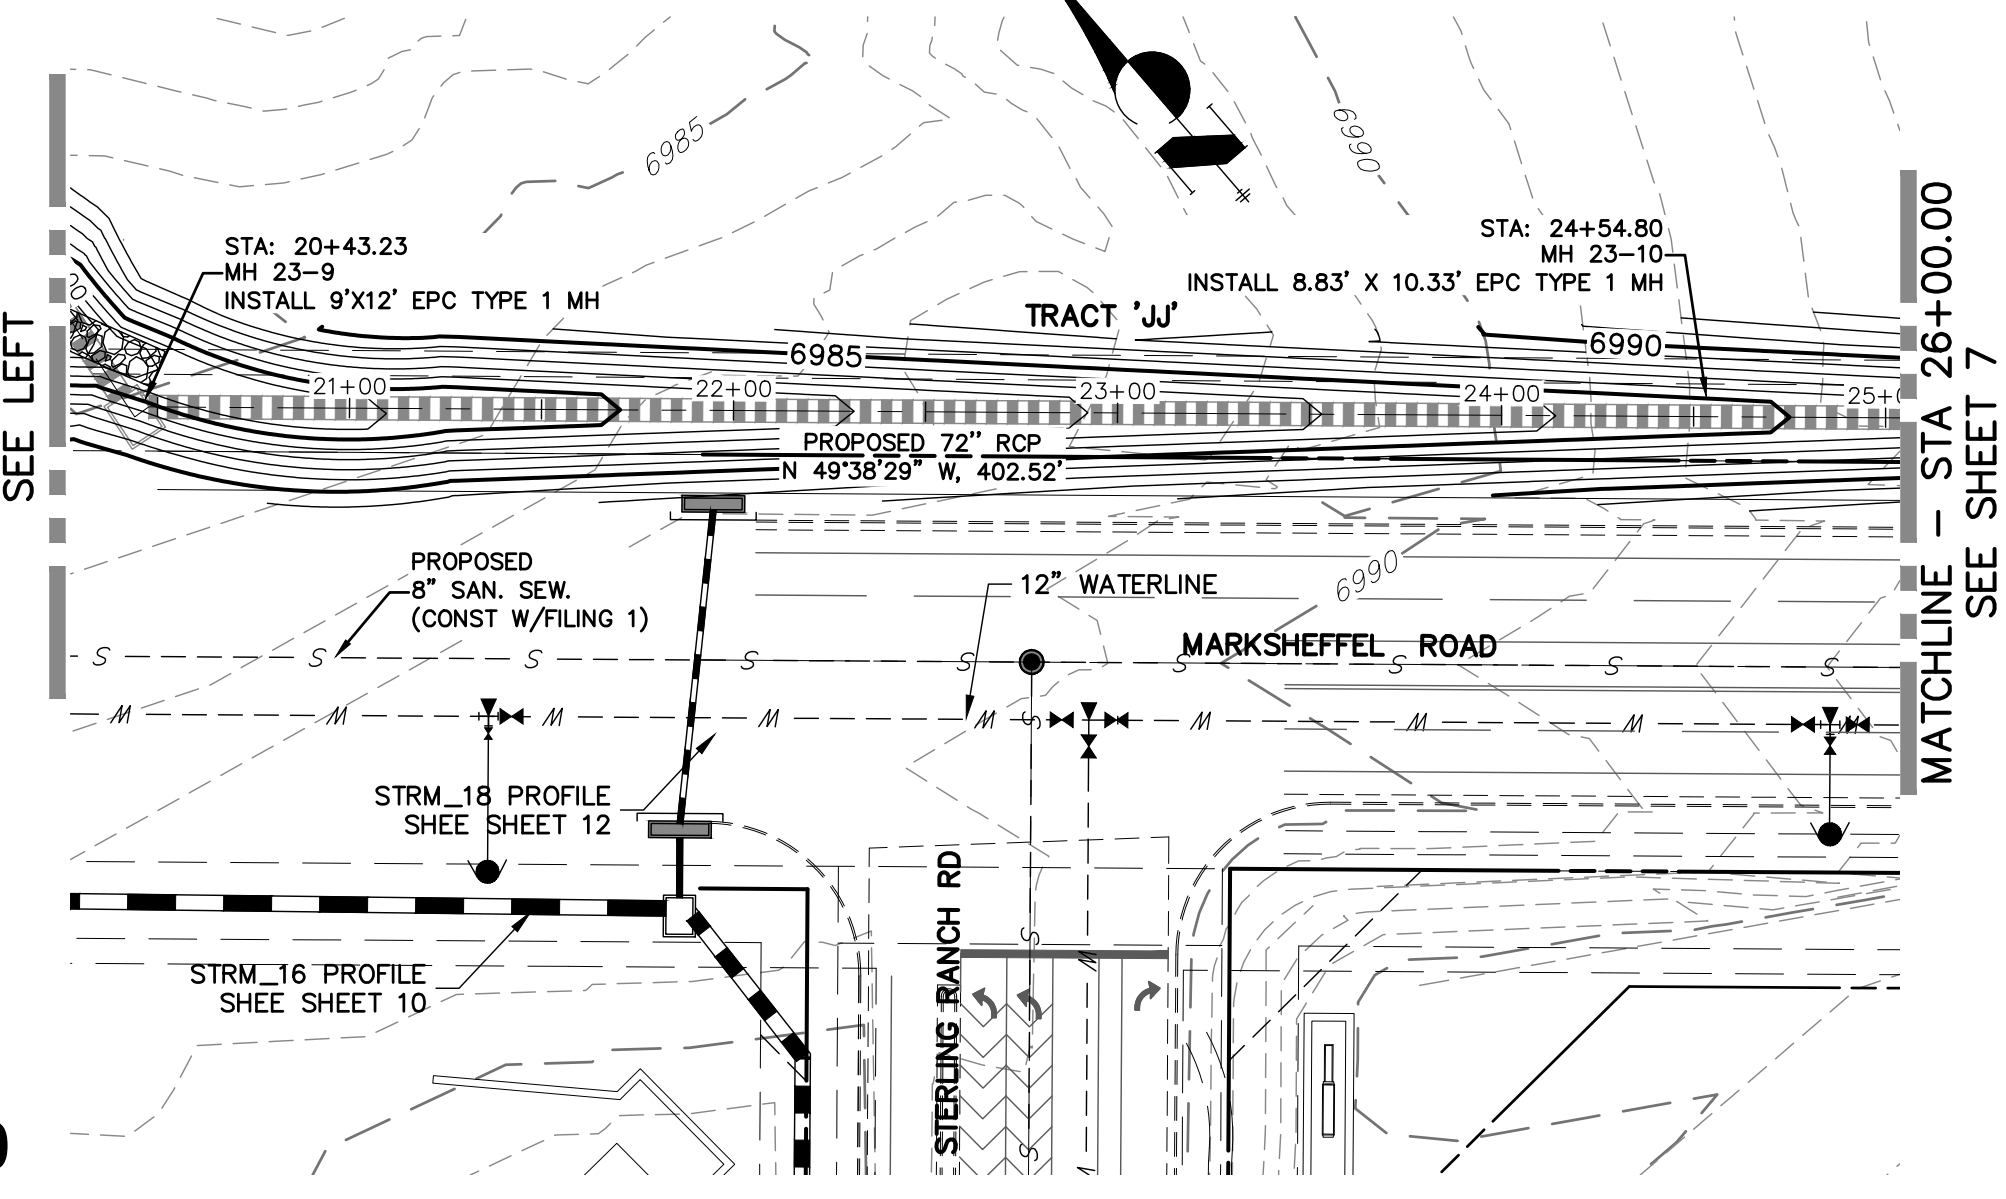 6985
6990
STA: 20+43.23
MH 23-9
INSTALL 9'X12' EPC TYPE 1 MH
STA: 24+54.80
MH 23-10
INSTALL 8.83' X 10.33' EPC TYPE 1 MH
TRACT 'JJ'
6985
6990
21+00
22+00
23+00
24+00
25+0
PROPOSED 72" RCP
N 49°38'29" W, 402.52'
SEE LEFT
MATCHLINE - STA 26+00.00
SEE SHEET 7
PROPOSED
8" SAN. SEW.
(CONST W/FILING 1)
12" WATERLINE
6990
MARKSHEFFEL ROAD
S S S S S S S S S
W W W W W W W W W
S
STRM_18 PROFILE
SHEE SHEET 12
STERLING RANCH RD
S
W
STRM_16 PROFILE
SHEE SHEET 10
S
W